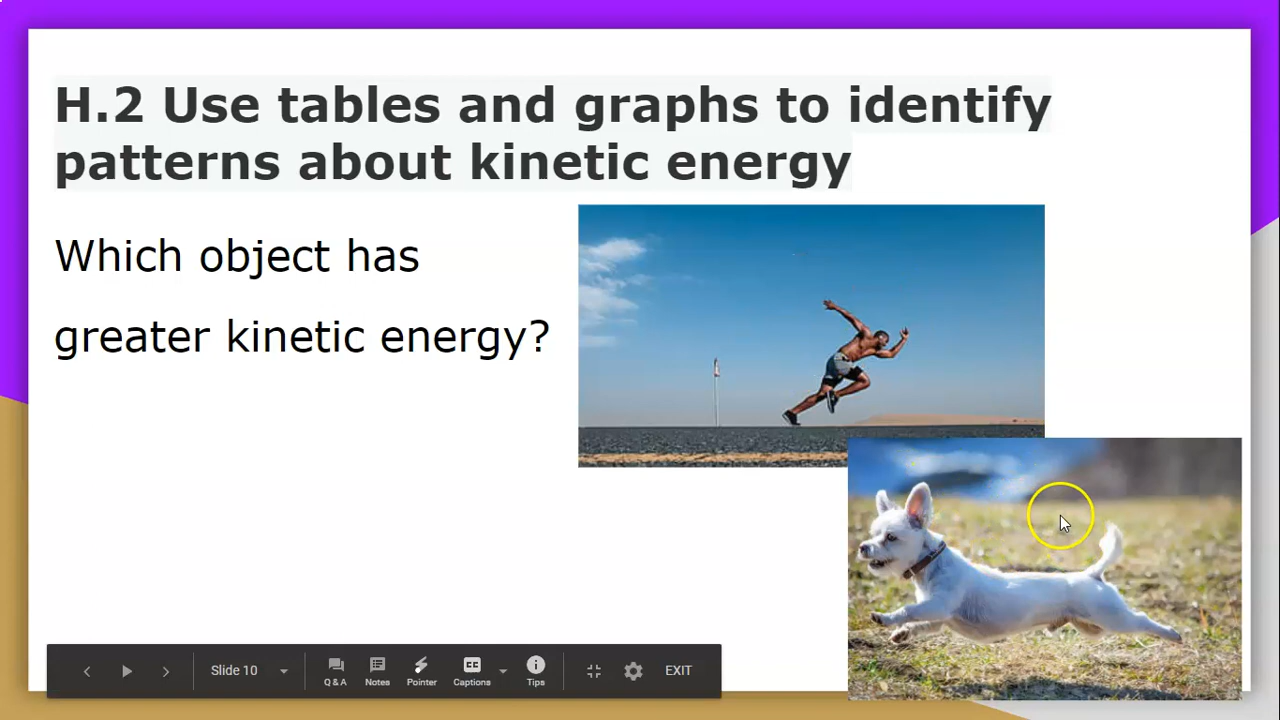 H.2 Use tables and graphs to identify
patterns about kinetic energy
Which object has
greater kinetic energy?
Slide 10
Q & A
Notes
Pointer
CC
Captions
Tips
EXIT